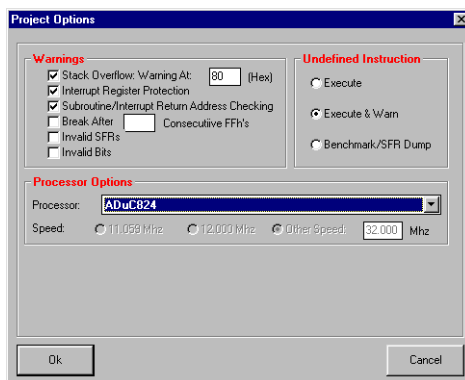 Project Options
Warnings
Stack Overflow: Warning At: 80 (Hex)
Interrupt Register Protection
Subroutine/Interrupt Return Address Checking
Break After Consecutive FFh's
Invalid SFRs
Invalid Bits
Undefined Instruction
Execute
Execute & Warn
Benchmark/SFR Dump
Processor Options
Processor: ADuC824
Speed: 11.059 Mhz 12.000 Mhz Other Speed: 32.000 Mhz
Ok Cancel